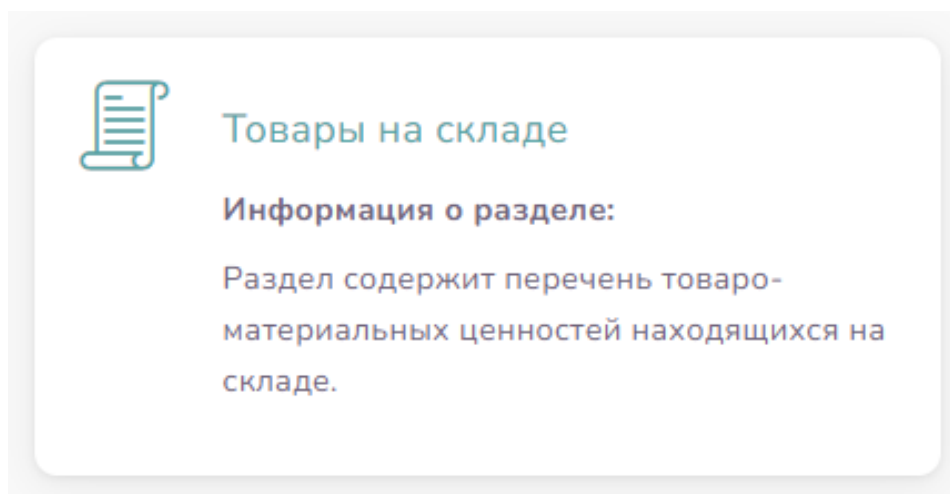 Товары на складе
Информация о разделе:
Раздел содержит перечень товаро-
материальных ценностей находящихся на
складе.